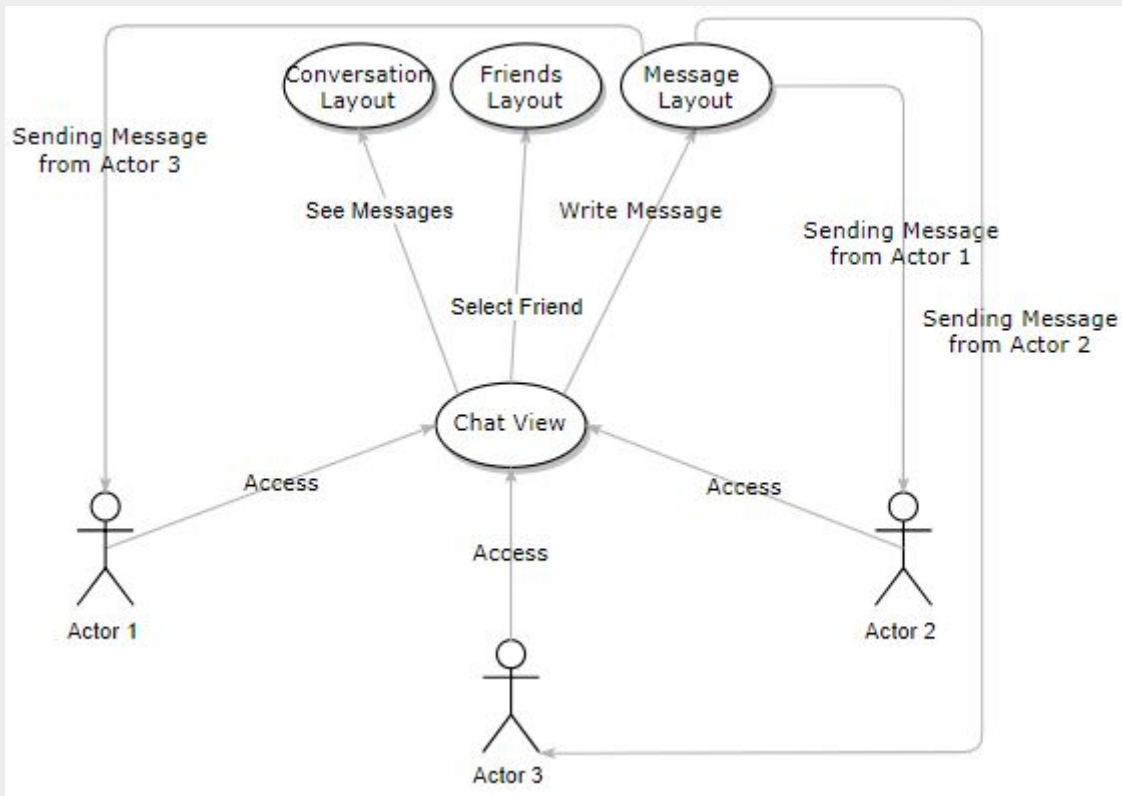 Conversation
Layout
Friends
Layout
Message
Layout
Sending Message
from Actor 3
See Messages
Write Message
Sending Message
from Actor 1
Select Friend
Sending Message
from Actor 2
Chat View
Access
Access
Access
Actor 1
Actor 2
Actor 3